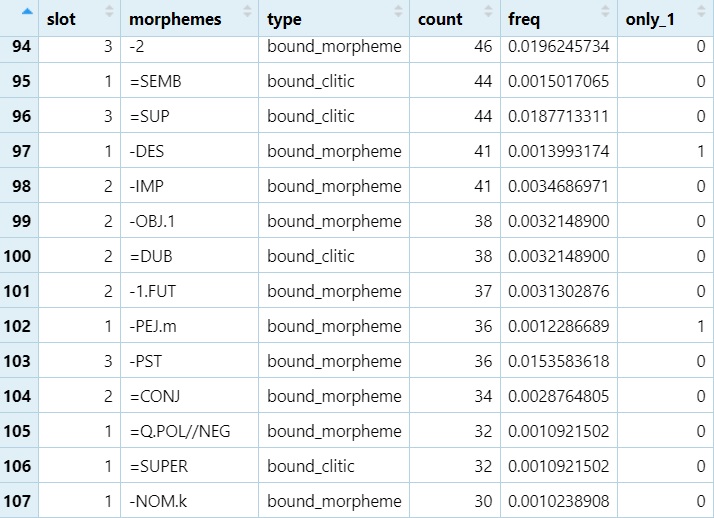 slot morphemes type count freq only_1
94 3 -2 bound_morpheme 46 0.0196245734 0
95 1 =SEMB bound_clitic 44 0.0015017065 0
96 3 =SUP bound_clitic 44 0.0187713311 0
97 1 -DES bound_morpheme 41 0.0013993174 1
98 2 -IMP bound_morpheme 41 0.0034686971 0
99 2 -OBJ.1 bound_morpheme 38 0.0032148900 0
100 2 =DUB bound_clitic 38 0.0032148900 0
101 2 -1.FUT bound_morpheme 37 0.0031302876 0
102 1 -PEJ.m bound_morpheme 36 0.0012286689 1
103 3 -PST bound_morpheme 36 0.0153583618 0
104 2 =CONJ bound_morpheme 34 0.0028764805 0
105 1 =Q.POL//NEG bound_morpheme 32 0.0010921502 0
106 1 =SUPER bound_clitic 32 0.0010921502 0
107 1 -NOM.k bound_morpheme 30 0.0010238908 0